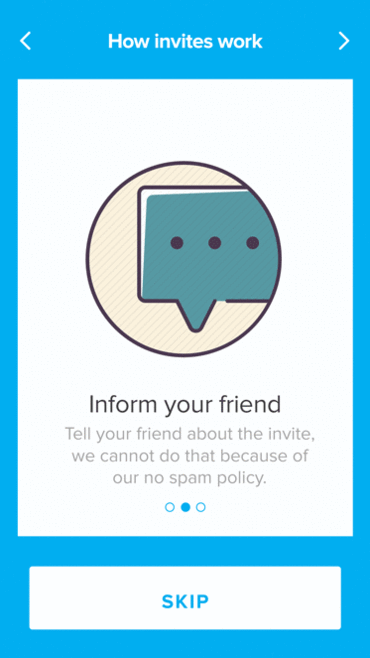 How invites work
Inform your friend
Tell your friend about the invite,
we cannot do that because of
our no spam policy.
SKIP